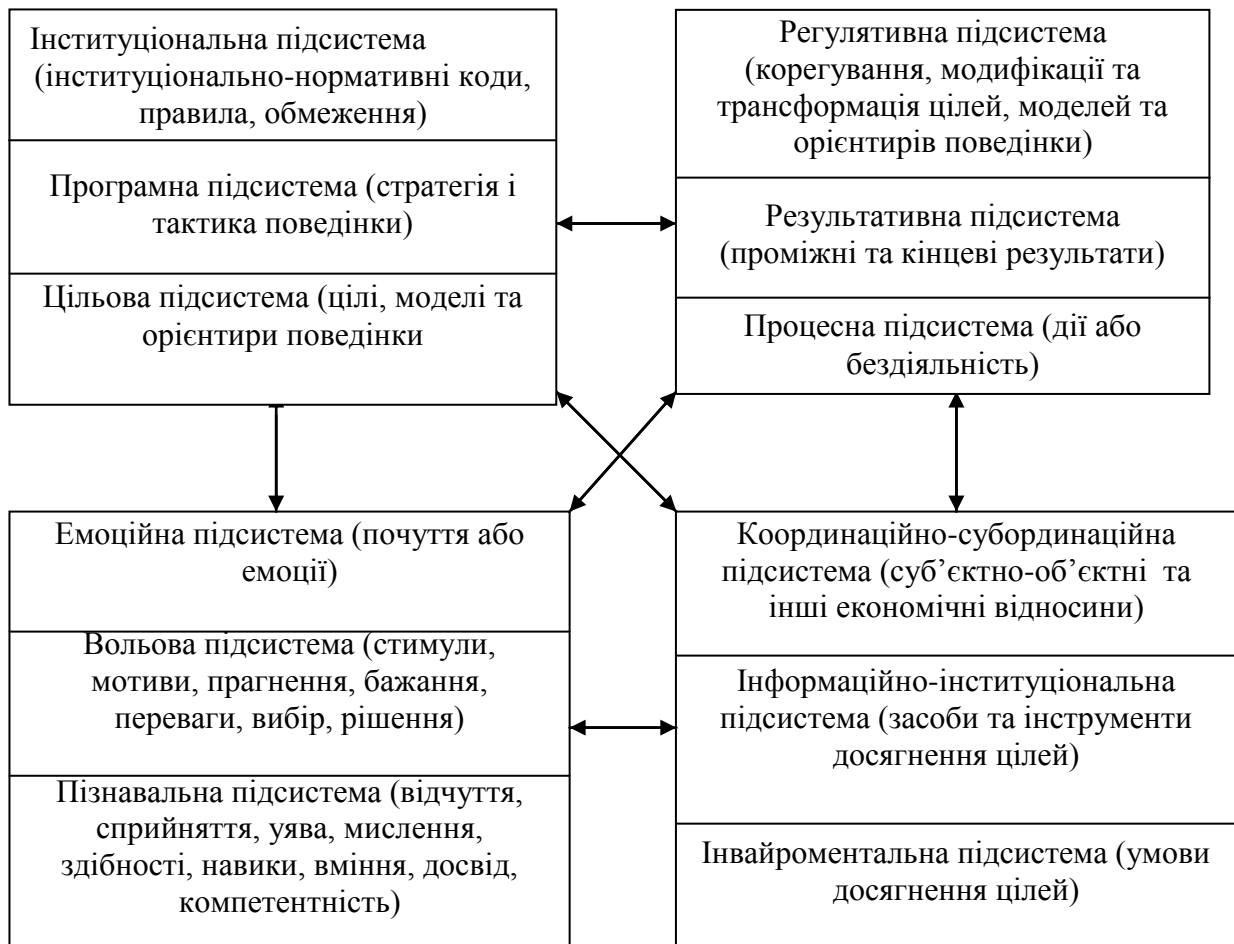 Інституціональна підсистема
(інституціонально-нормативні коди,
правила, обмеження)
Програмна підсистема (стратегія і
тактика поведінки)
Цільова підсистема (цілі, моделі та
орієнтири поведінки
Регулятивна підсистема
(корегування, модифікації та
трансформація цілей, моделей та
орієнтирів поведінки)
Результативна підсистема
(проміжні та кінцеві результати)
Процесна підсистема (дії або
бездіяльність)
Емоційна підсистема (почуття або
емоції)
Вольова підсистема (стимули,
мотиви, прагнення, бажання,
переваги, вибір, рішення)
Пізнавальна підсистема (відчуття,
сприйняття, уява, мислення,
здібності, навики, вміння, досвід,
компетентність)
Координаційно-субординаційна
підсистема (суб’єктно-об’єктні та
інші економічні відносини)
Інформаційно-інституціональна
підсистема (засоби та інструменти
досягнення цілей)
Інвайроментальна підсистема (умови
досягнення цілей)